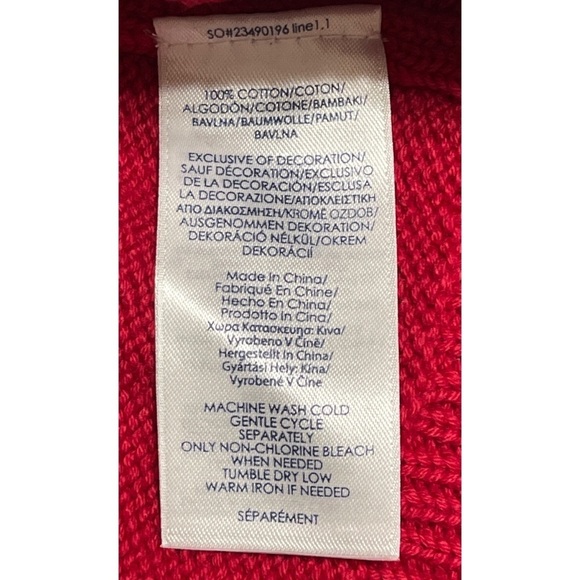 SO#23490196 line1,1
100% COTTON/COTON/
ALGODÓN/COTONE/BAMBAKI/
BAVLNA/BAUMWOLLE/PAMUT/
BAVLNA
EXCLUSIVE OF DECORATION/
SAUF DÉCORATION/EXCLUSIVO
DE LA DECORACIÓN/ESCLUSA
LA DECORAZIONE/ΑΠΟΚΛΕΙΣΤΙΚΗ
ΑΠΟ ΔΙΑΚΟΣΜΗΣΗ/KROMĚ OZDOB/
AUSGENOMMEN DEKORATION/
DEKORÁCIÓ NÉLKÜL/OKREM
DEKORÁCIÍ
Made In China/
Fabriqué En Chine/
Hecho En China/
Prodotto In Cina/
Χωρα Κατασκευης: Κινα/
Vyrobeno V Číně/
Hergestellt In China/
Gyártási Hely: Kína/
Vyrobené V Číne
MACHINE WASH COLD
GENTLE CYCLE
SEPARATELY
ONLY NON-CHLORINE BLEACH
WHEN NEEDED
TUMBLE DRY LOW
WARM IRON IF NEEDED
SÉPARÉMENT